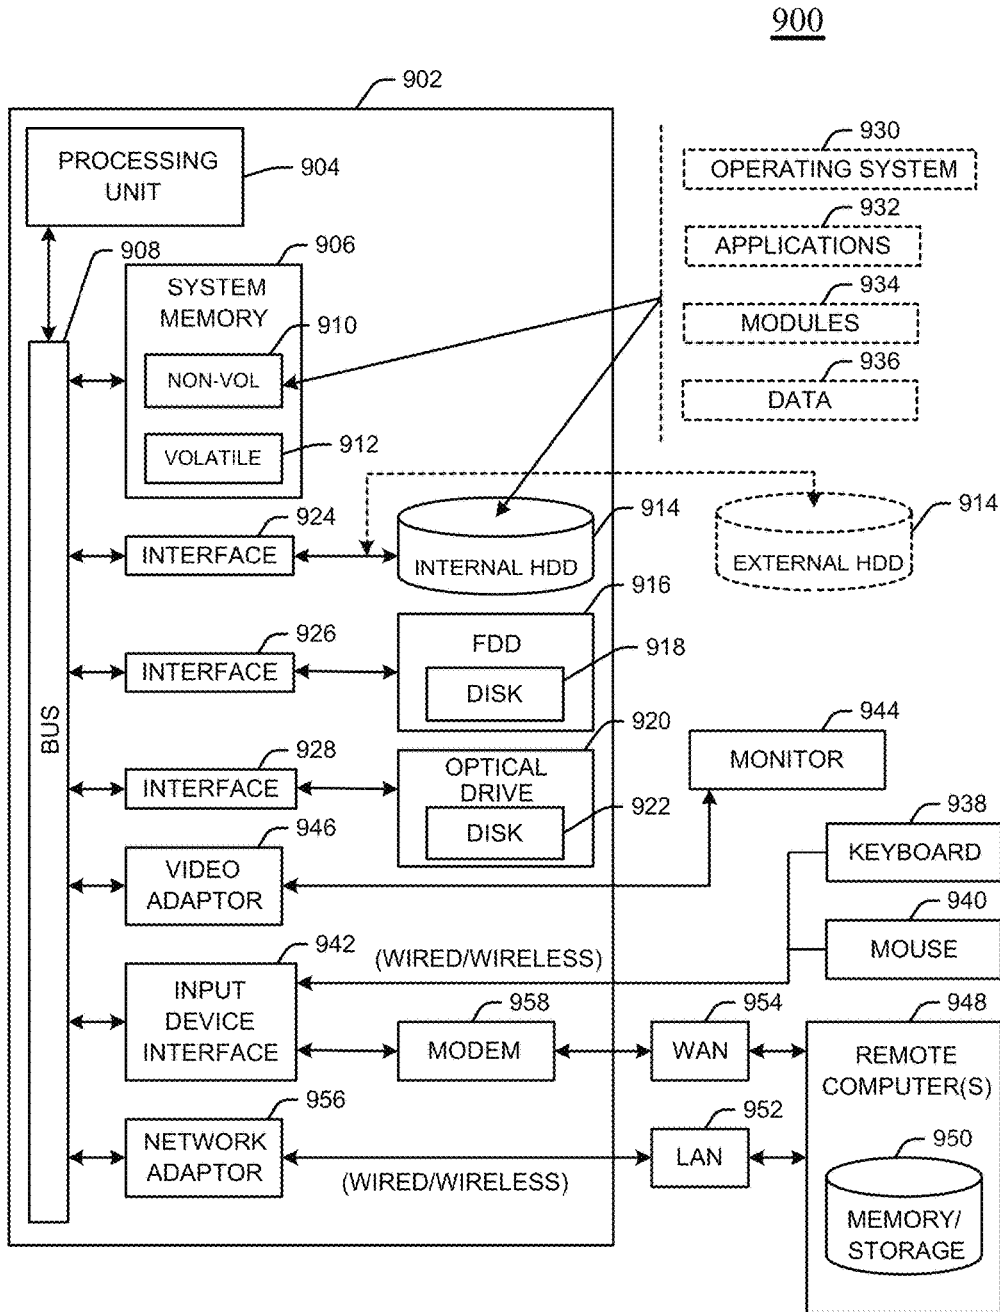 900
902
PROCESSING
UNIT
904
908
906
SYSTEM
MEMORY
910
NON-VOL
912
VOLATILE
930
OPERATING SYSTEM
932
APPLICATIONS
934
MODULES
936
DATA
924
INTERFACE
914
INTERNAL HDD
914
EXTERNAL HDD
916
926
INTERFACE
FDD
918
DISK
BUS
920
928
INTERFACE
OPTICAL
DRIVE
922
DISK
944
MONITOR
946
VIDEO
ADAPTOR
938
KEYBOARD
940
MOUSE
942
(WIRED/WIRELESS)
INPUT
DEVICE
INTERFACE
958
MODEM
954
WAN
948
REMOTE
COMPUTER(S)
956
NETWORK
ADAPTOR
(WIRED/WIRELESS)
952
LAN
950
MEMORY/
STORAGE